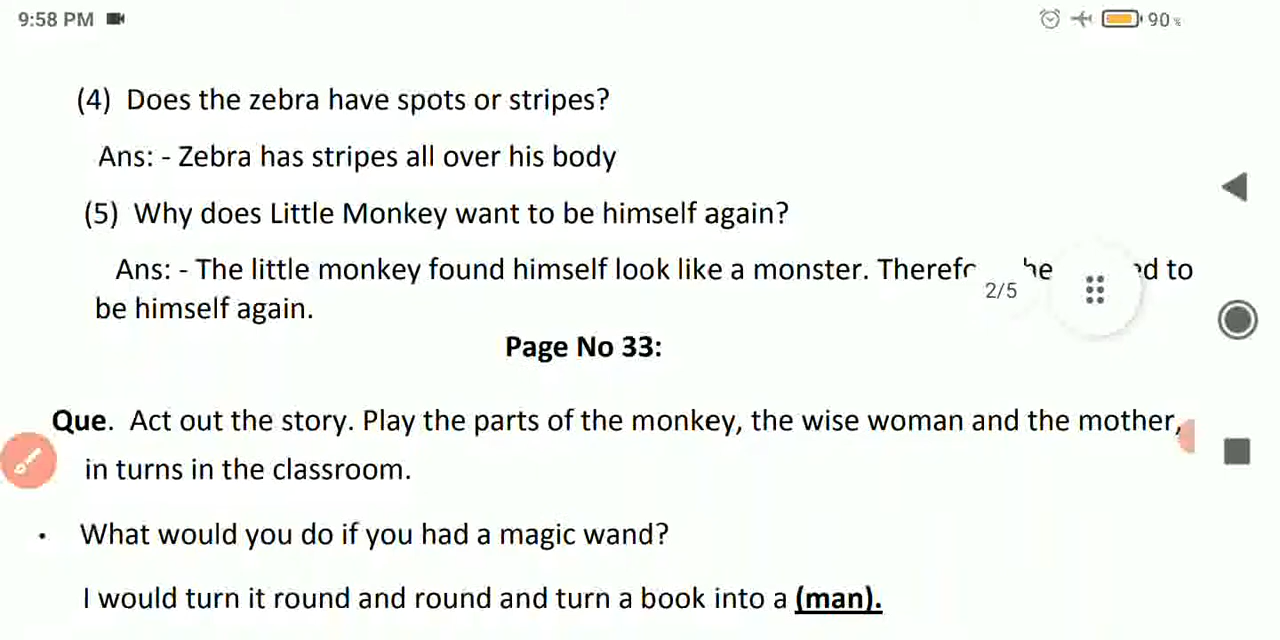 9:58 PM
90%
(4) Does the zebra have spots or stripes?
Ans: - Zebra has stripes all over his body
(5) Why does Little Monkey want to be himself again?
Ans: - The little monkey found himself look like a monster. to
2/5
be himself again.
Page No 33:
Que. Act out the story. Play the parts of the monkey, the wise woman and the mother,
in turns in the classroom.
• What would you do if you had a magic wand?
I would turn it round and round and turn a book into a (man).